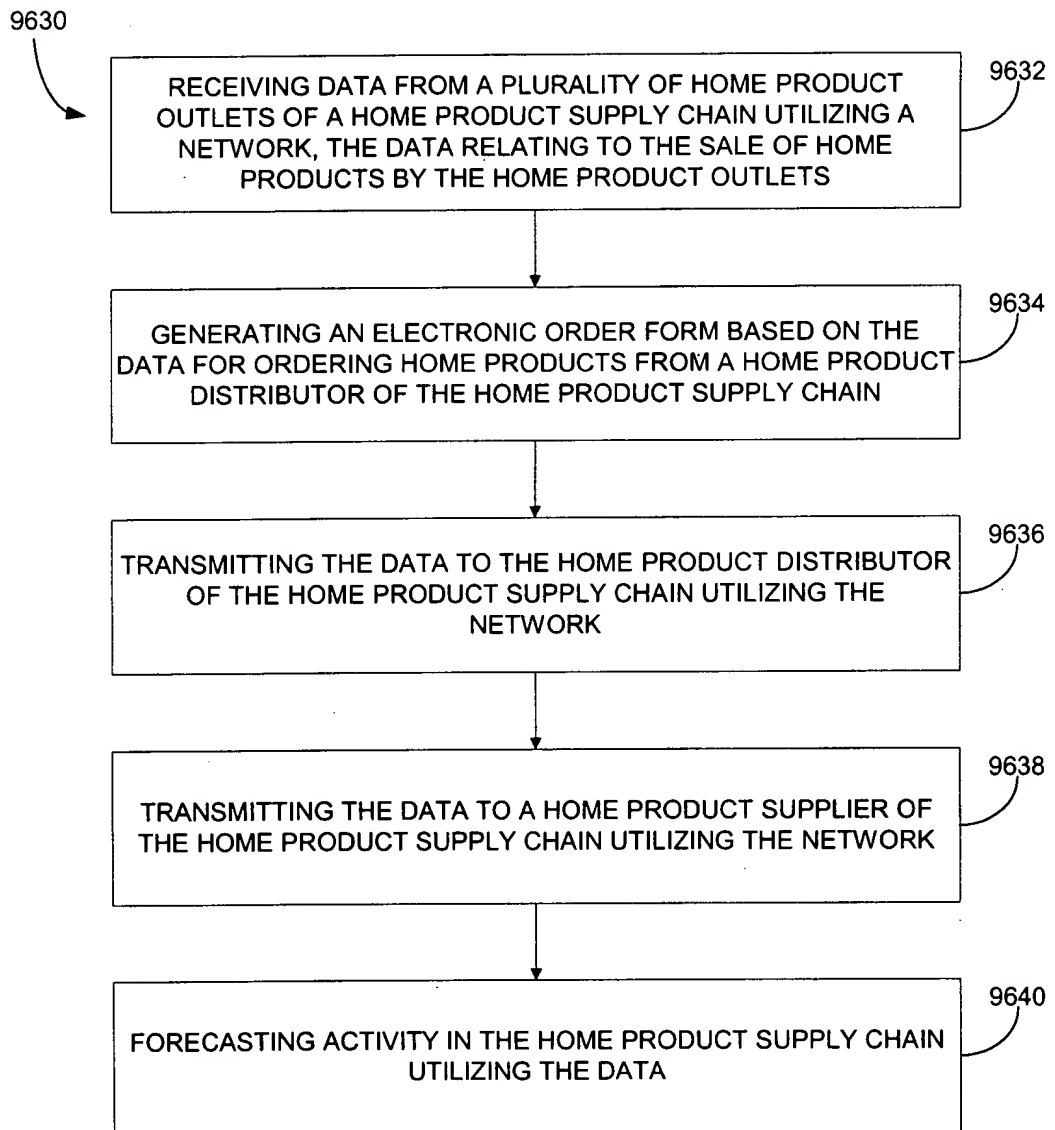 9630
RECEIVING DATA FROM A PLURALITY OF HOME PRODUCT
OUTLETS OF A HOME PRODUCT SUPPLY CHAIN UTILIZING A
NETWORK, THE DATA RELATING TO THE SALE OF HOME
PRODUCTS BY THE HOME PRODUCT OUTLETS
9632
GENERATING AN ELECTRONIC ORDER FORM BASED ON THE
DATA FOR ORDERING HOME PRODUCTS FROM A HOME PRODUCT
DISTRIBUTOR OF THE HOME PRODUCT SUPPLY CHAIN
9634
TRANSMITTING THE DATA TO THE HOME PRODUCT DISTRIBUTOR
OF THE HOME PRODUCT SUPPLY CHAIN UTILIZING THE
NETWORK
9636
TRANSMITTING THE DATA TO A HOME PRODUCT SUPPLIER OF
THE HOME PRODUCT SUPPLY CHAIN UTILIZING THE NETWORK
9638
FORECASTING ACTIVITY IN THE HOME PRODUCT SUPPLY CHAIN
UTILIZING THE DATA
9640